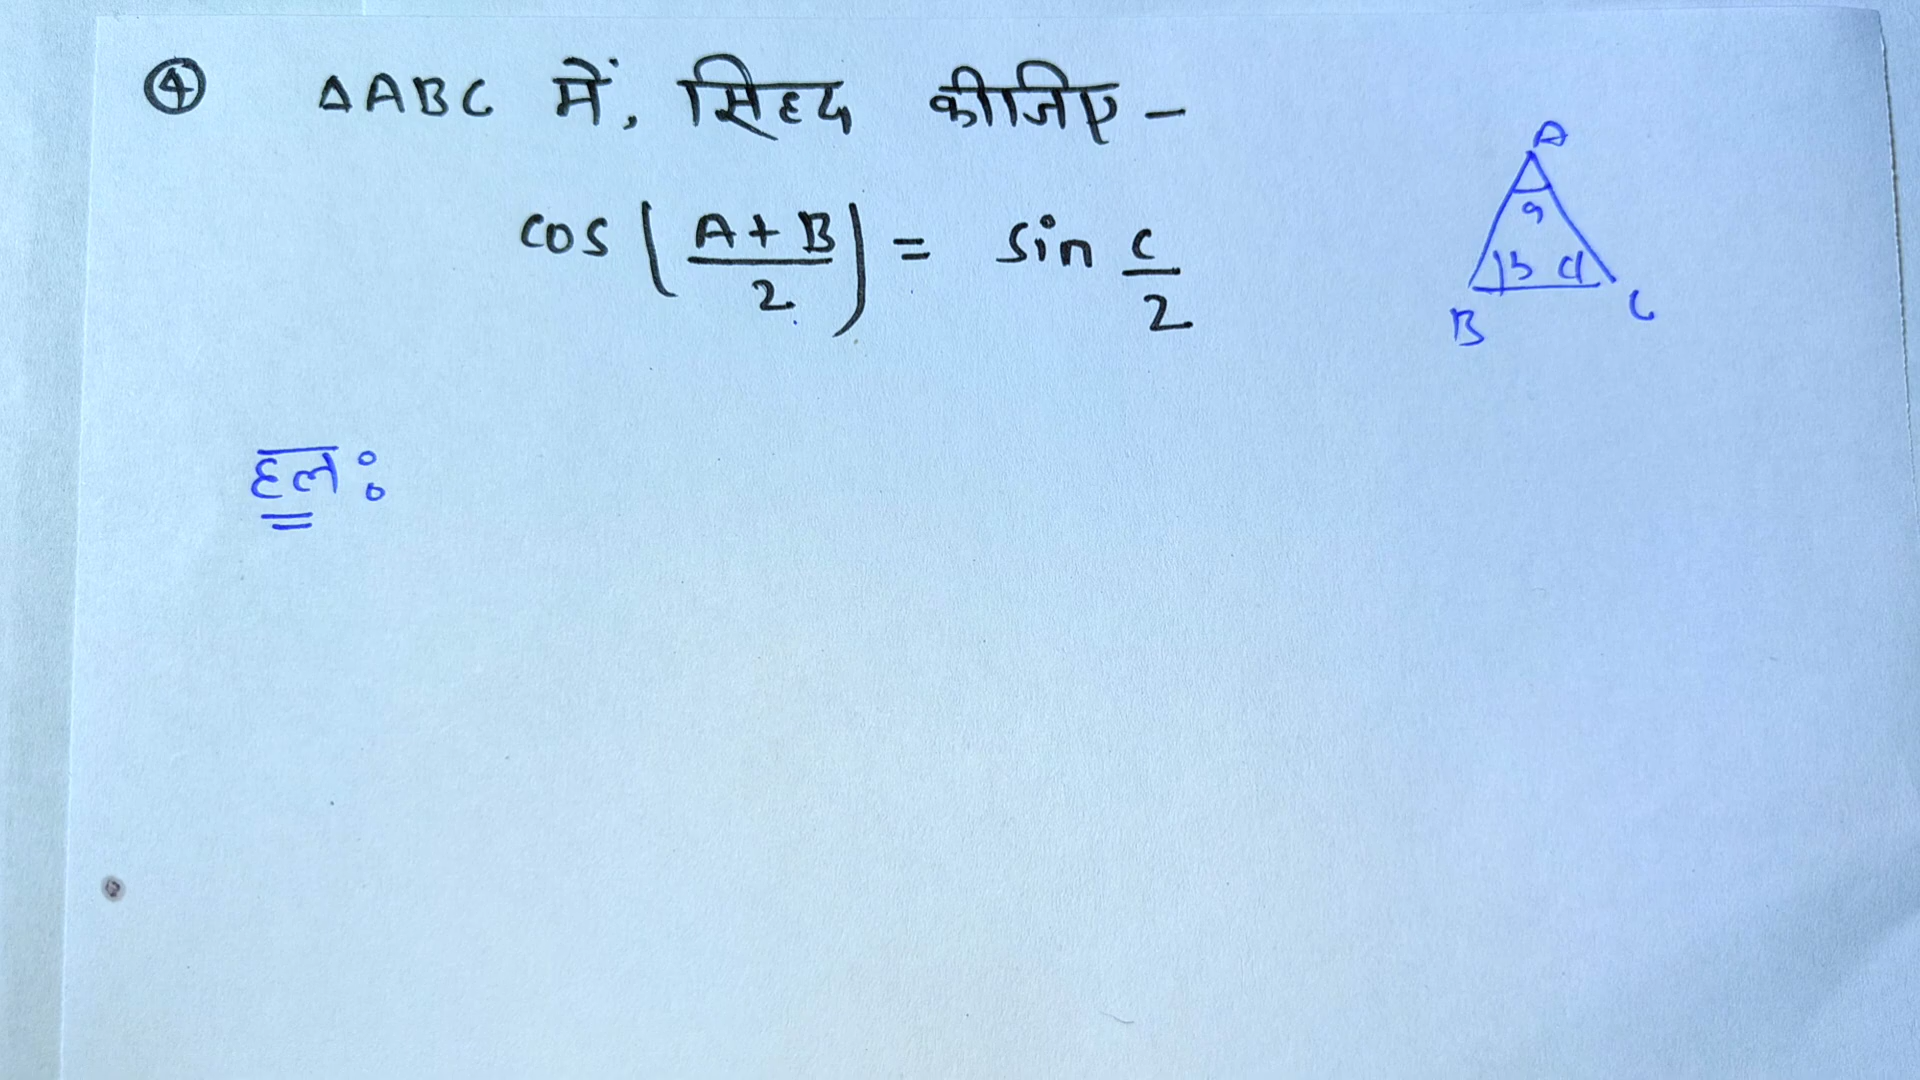 ④ ΔABC में, सिद्ध कीजिए -
cos (A+B/2) = sin C/2
A
a
b c
B C
हल: